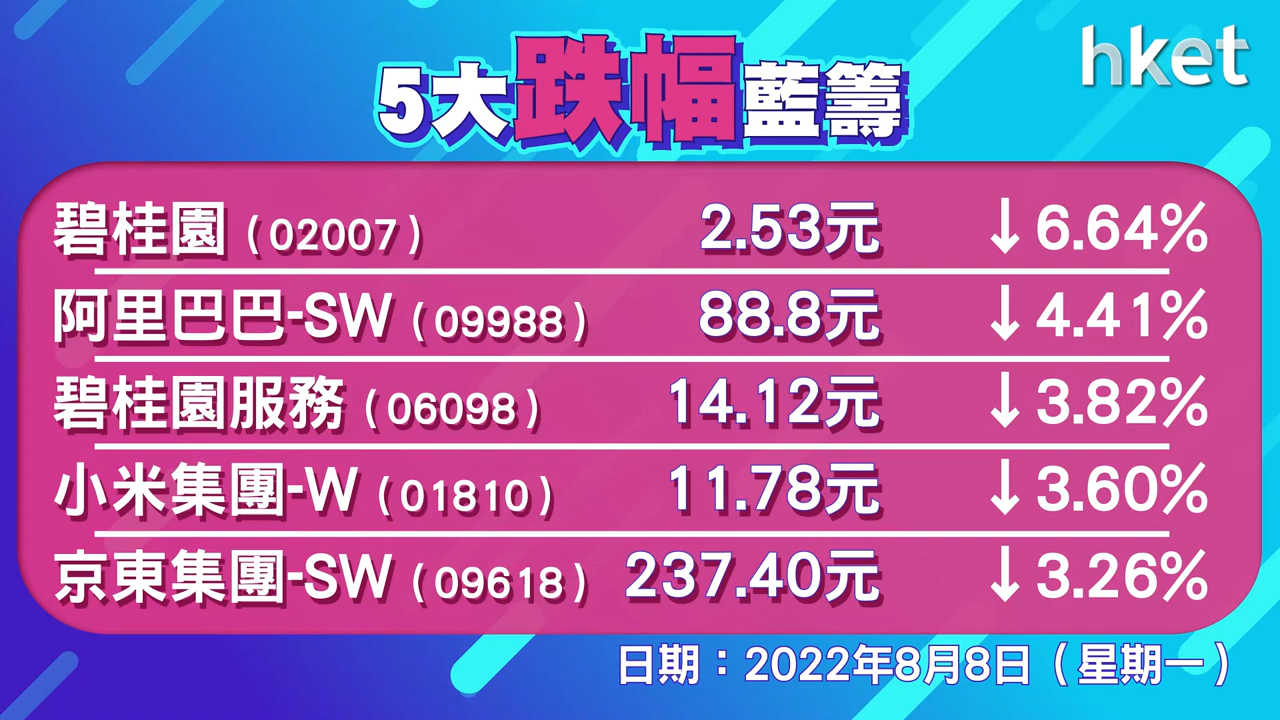 hket
5大跌幅藍籌
碧桂園（02007） 2.53元 ↓6.64%
阿里巴巴-SW（09988） 88.8元 ↓4.41%
碧桂園服務（06098） 14.12元 ↓3.82%
小米集團-W（01810） 11.78元 ↓3.60%
京東集團-SW（09618） 237.40元 ↓3.26%
日期：2022年8月8日（星期一）